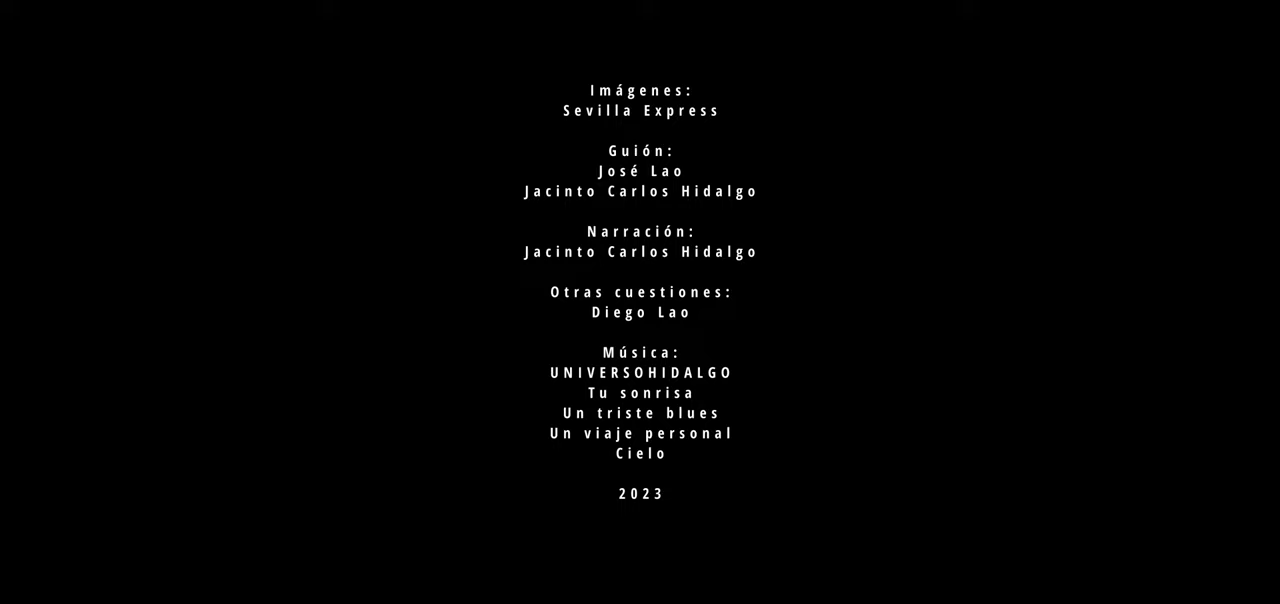 Imágenes:
Sevilla Express
Guión:
José Lao
Jacinto Carlos Hidalgo
Narración:
Jacinto Carlos Hidalgo
Otras cuestiones:
Diego Lao
Música:
UNIVERSOHIDALGO
Tu sonrisa
Un triste blues
Un viaje personal
Cielo
2023